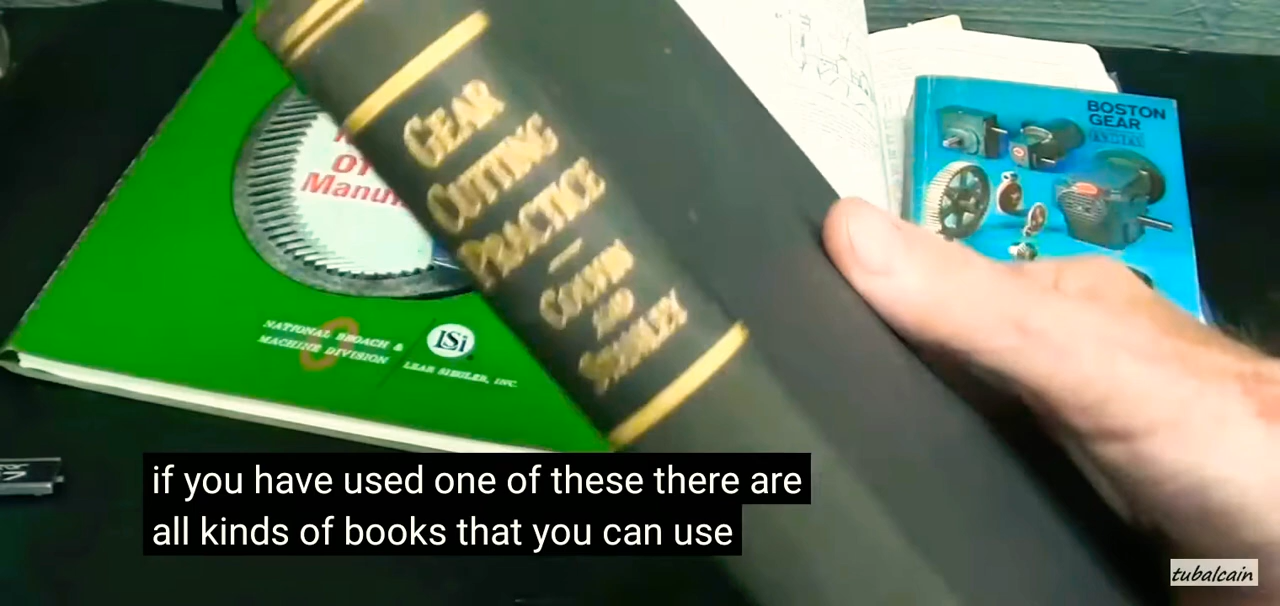 GEAR
CUTTING
PRACTICE
—
COLVIN
AND
STANLEY
OF
NATIONAL BROACH &
MACHINE DIVISION
LSi
LEAR SIEGLER, INC.
BOSTON
GEAR
if you have used one of these there are
all kinds of books that you can use
tubalcain